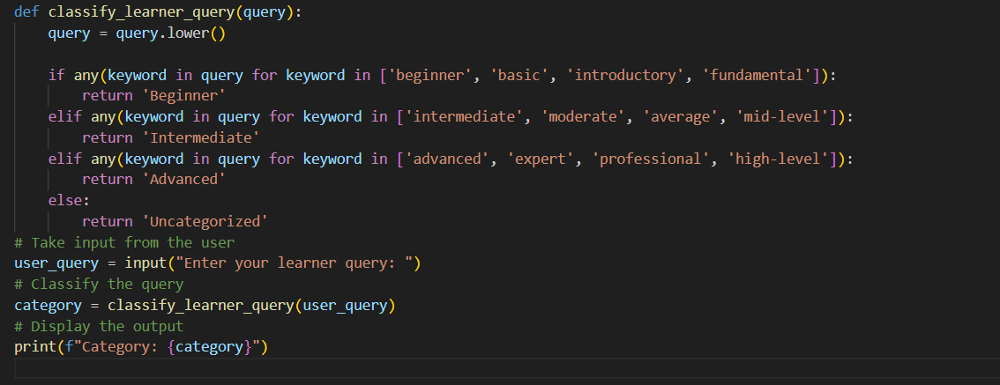 def classify_learner_query(query):
    query = query.lower()

    if any(keyword in query for keyword in ['beginner', 'basic', 'introductory', 'fundamental']):
        return 'Beginner'
    elif any(keyword in query for keyword in ['intermediate', 'moderate', 'average', 'mid-level']):
        return 'Intermediate'
    elif any(keyword in query for keyword in ['advanced', 'expert', 'professional', 'high-level']):
        return 'Advanced'
    else:
        return 'Uncategorized'
# Take input from the user
user_query = input("Enter your learner query: ")
# Classify the query
category = classify_learner_query(user_query)
# Display the output
print(f"Category: {category}")